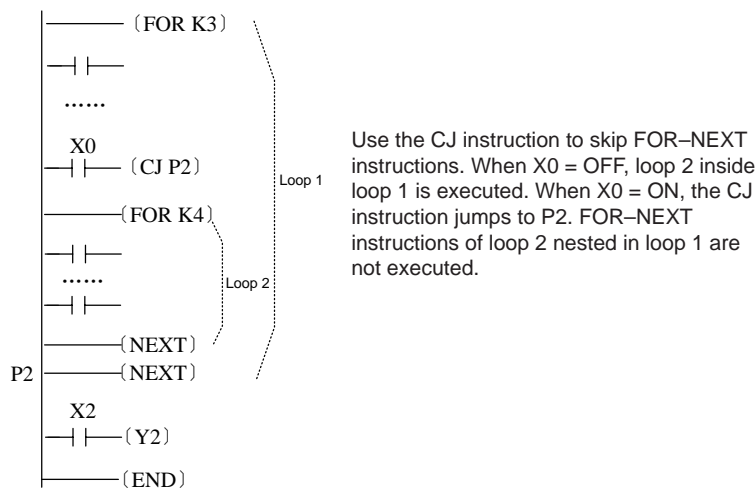 (FOR K3)
......
X0
(CJ P2)
Loop 1
(FOR K4)
......
Loop 2
(NEXT)
P2
(NEXT)
X2
(Y2)
(END)
Use the CJ instruction to skip FOR–NEXT
instructions. When X0 = OFF, loop 2 inside
loop 1 is executed. When X0 = ON, the CJ
instruction jumps to P2. FOR–NEXT
instructions of loop 2 nested in loop 1 are
not executed.